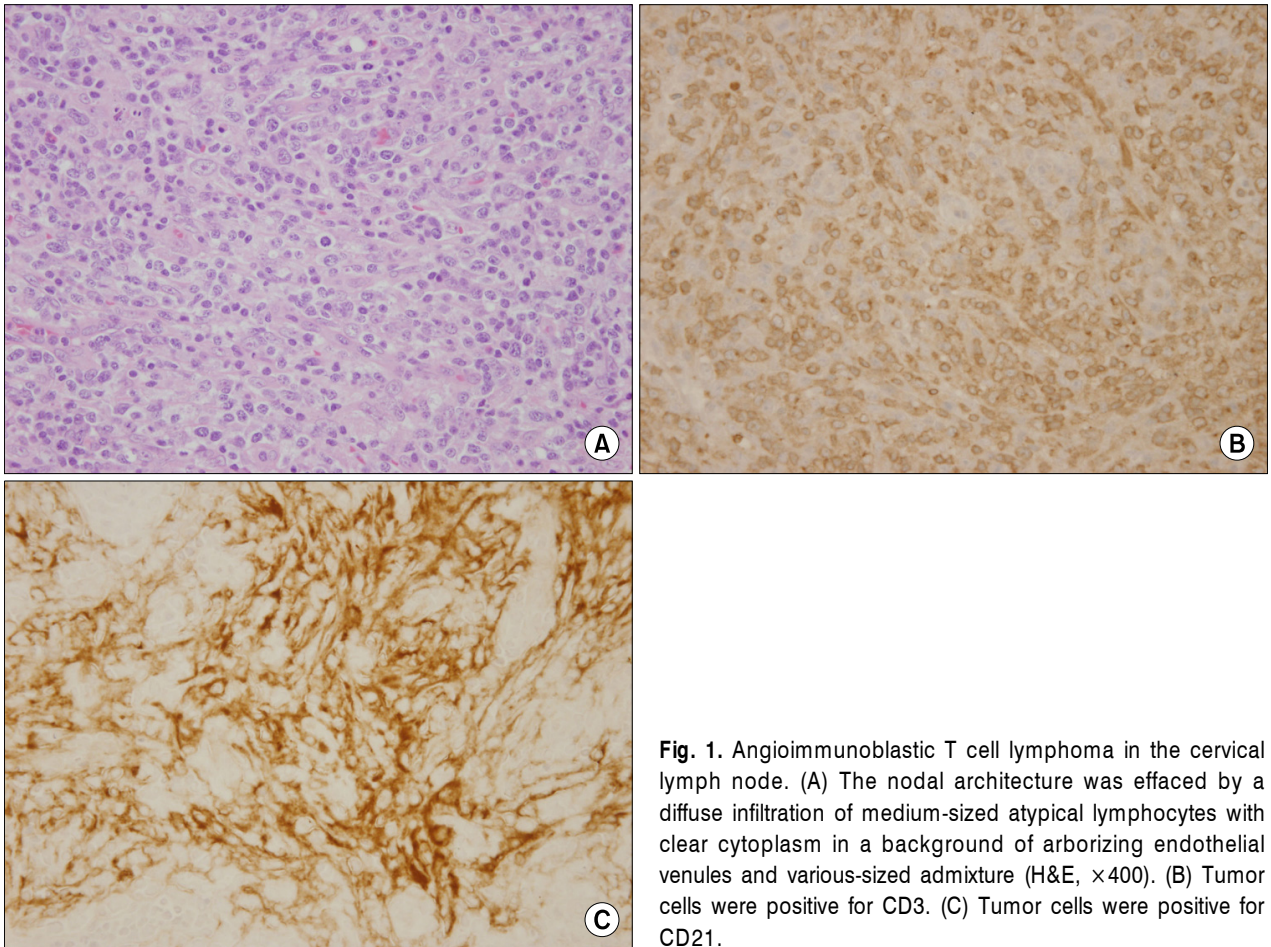 A
B
C
Fig. 1. Angioimmunoblastic T cell lymphoma in the cervical
lymph node. (A) The nodal architecture was effaced by a
diffuse infiltration of medium-sized atypical lymphocytes with
clear cytoplasm in a background of arborizing endothelial
venules and various-sized admixture (H&E, ×400). (B) Tumor
cells were positive for CD3. (C) Tumor cells were positive for
CD21.